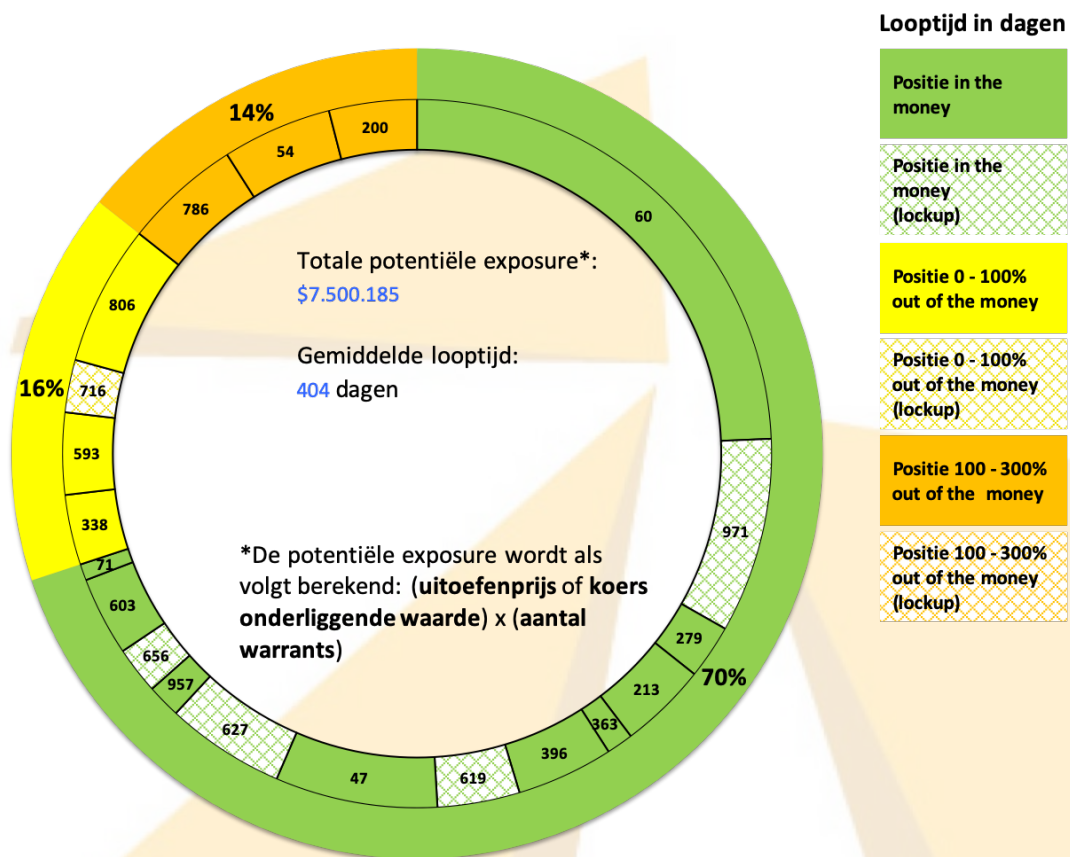 Looptijd in dagen
Positie in the
money
Positie in the
money
(lockup)
Positie 0 - 100%
out of the money
Positie 0 - 100%
out of the money
(lockup)
Positie 100 - 300%
out of the money
Positie 100 - 300%
out of the money
(lockup)
14%
200
54
786
60
806
716
16%
593
338
71
603
656
957
627
47
619
396
363
213
279
70%
971
Totale potentiële exposure*:
$7.500.185
Gemiddelde looptijd:
404 dagen
*De potentiële exposure wordt als
volgt berekend: (uitoefenprijs of koers
onderliggende waarde) x (aantal
warrants)